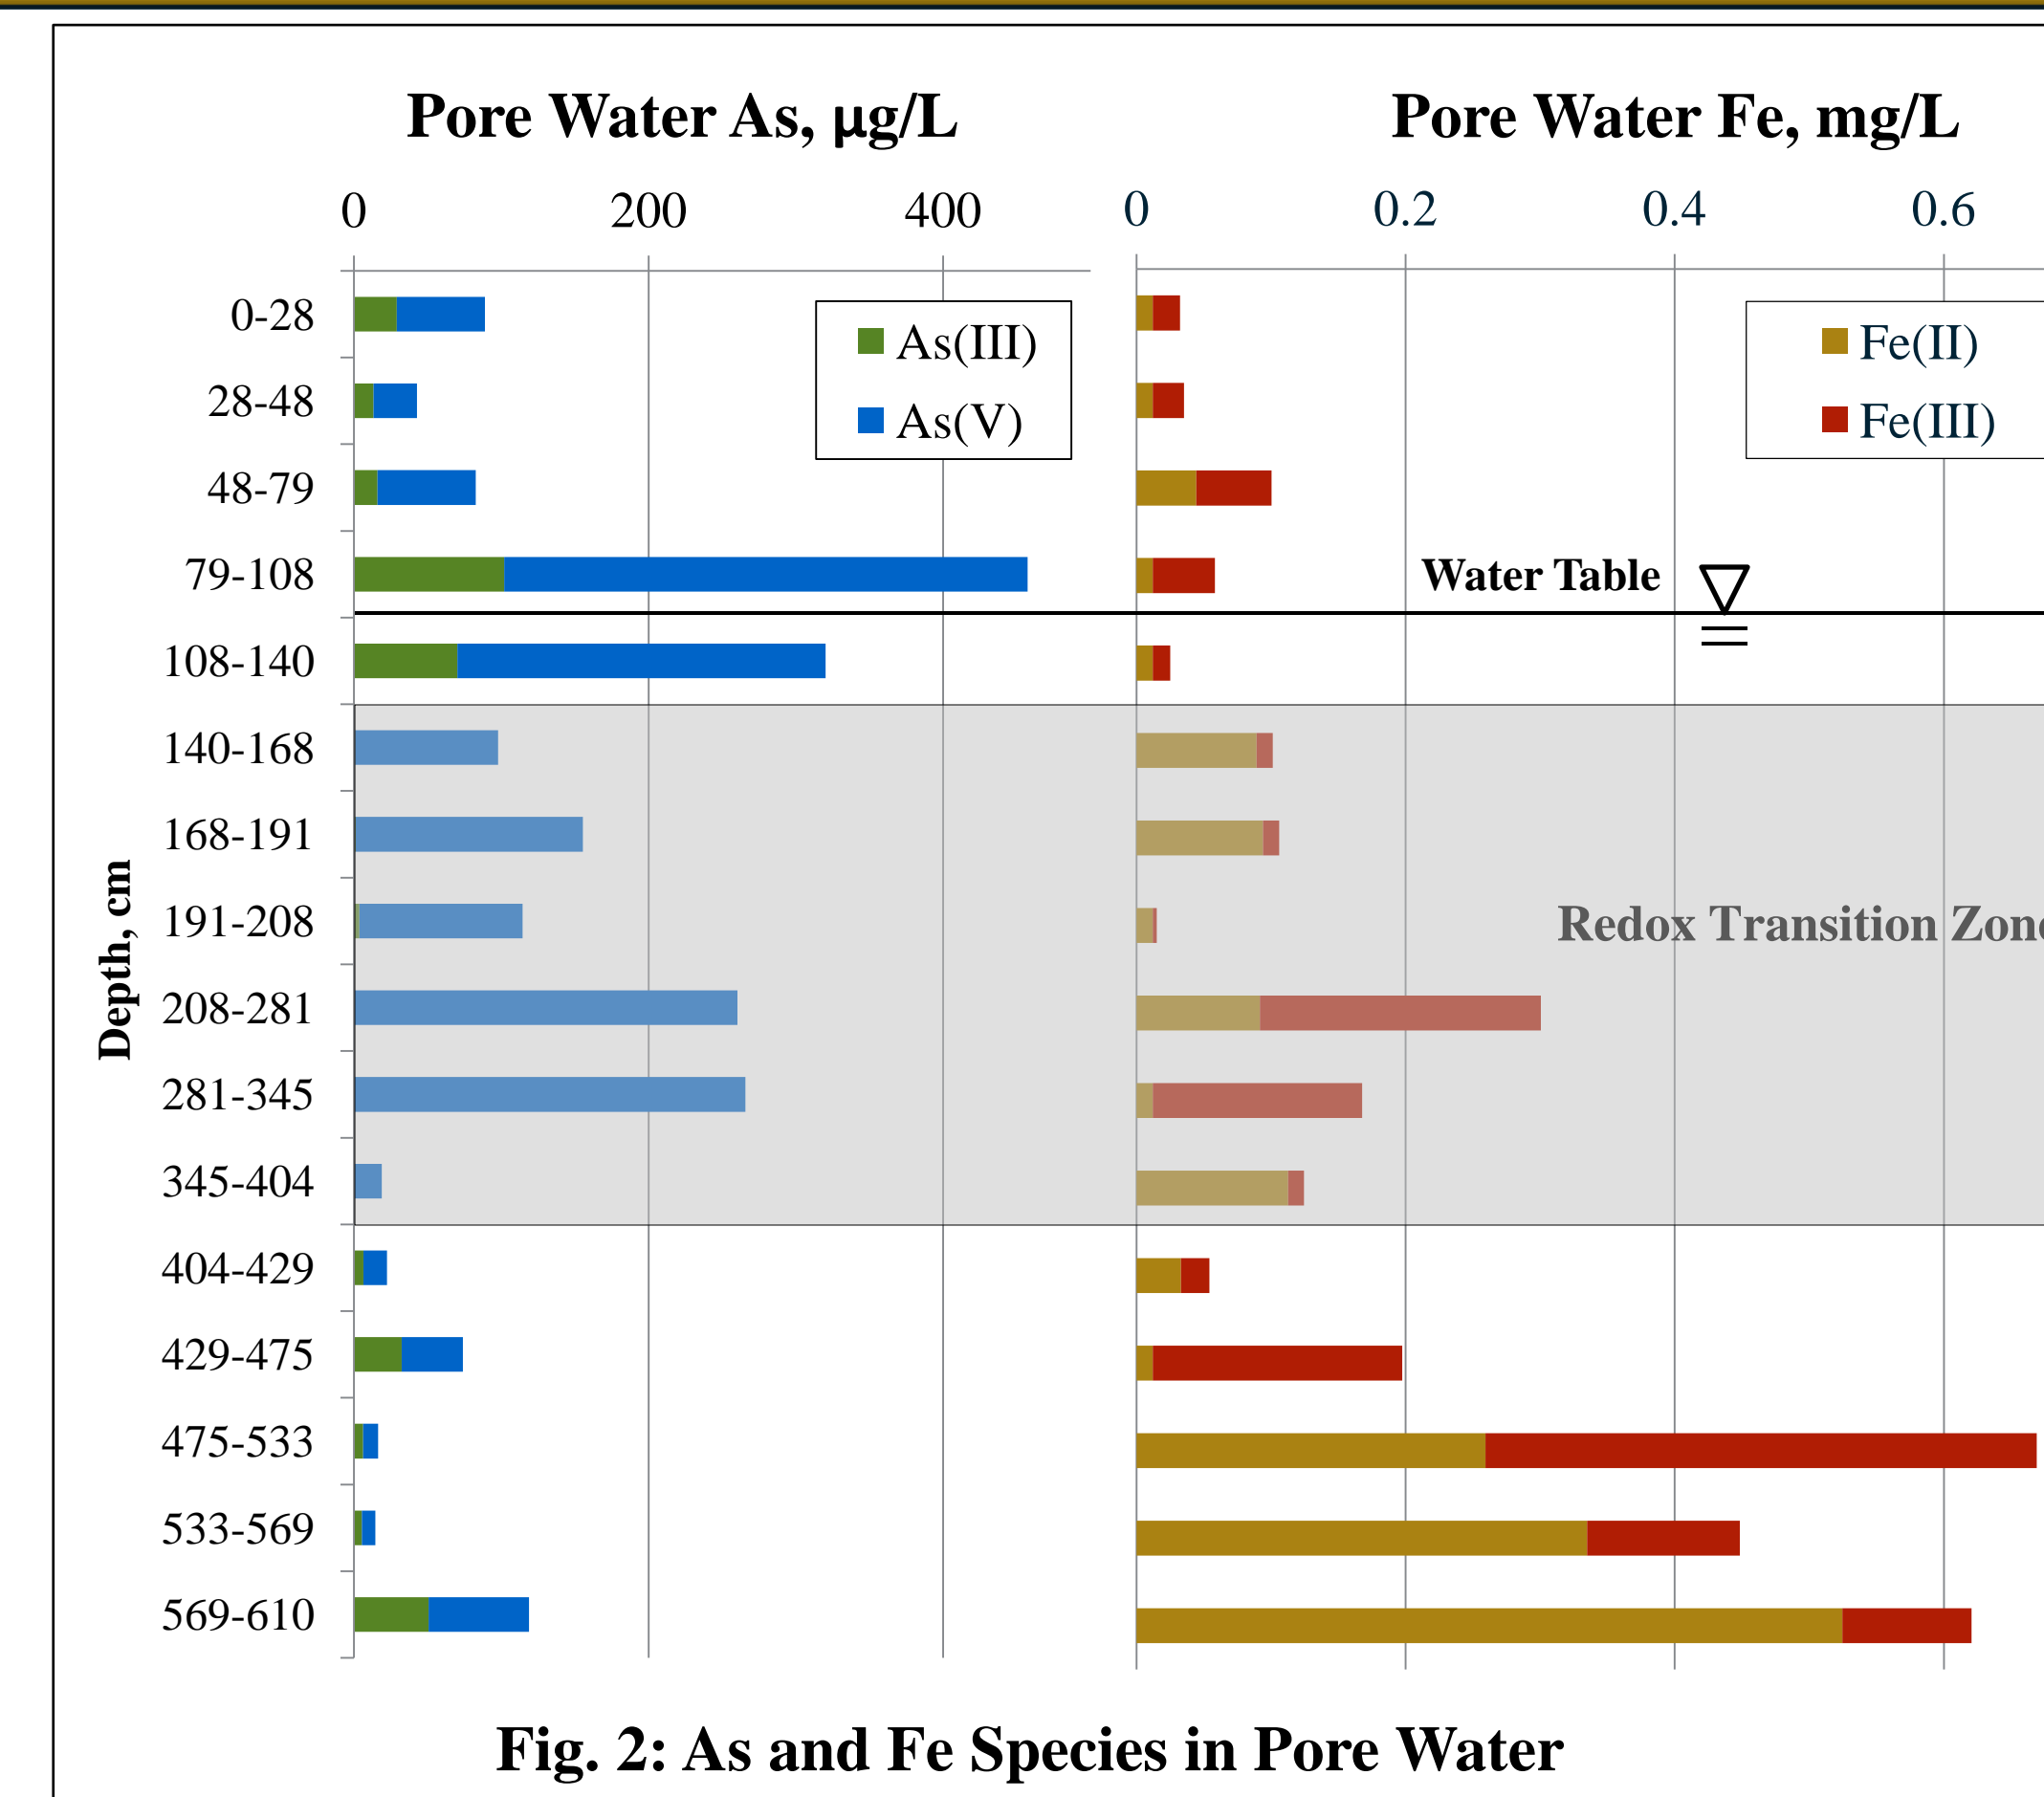 Pore Water As, µg/L
Pore Water Fe, mg/L
0 200 400
0 0.2 0.4 0.6
As(III)
As(V)
Fe(II)
Fe(III)
Depth, cm
0-28
28-48
48-79
79-108
108-140
140-168
168-191
191-208
208-281
281-345
345-404
404-429
429-475
475-533
533-569
569-610
Water Table
Redox Transition
Fig. 2: As and Fe Species in Pore Water